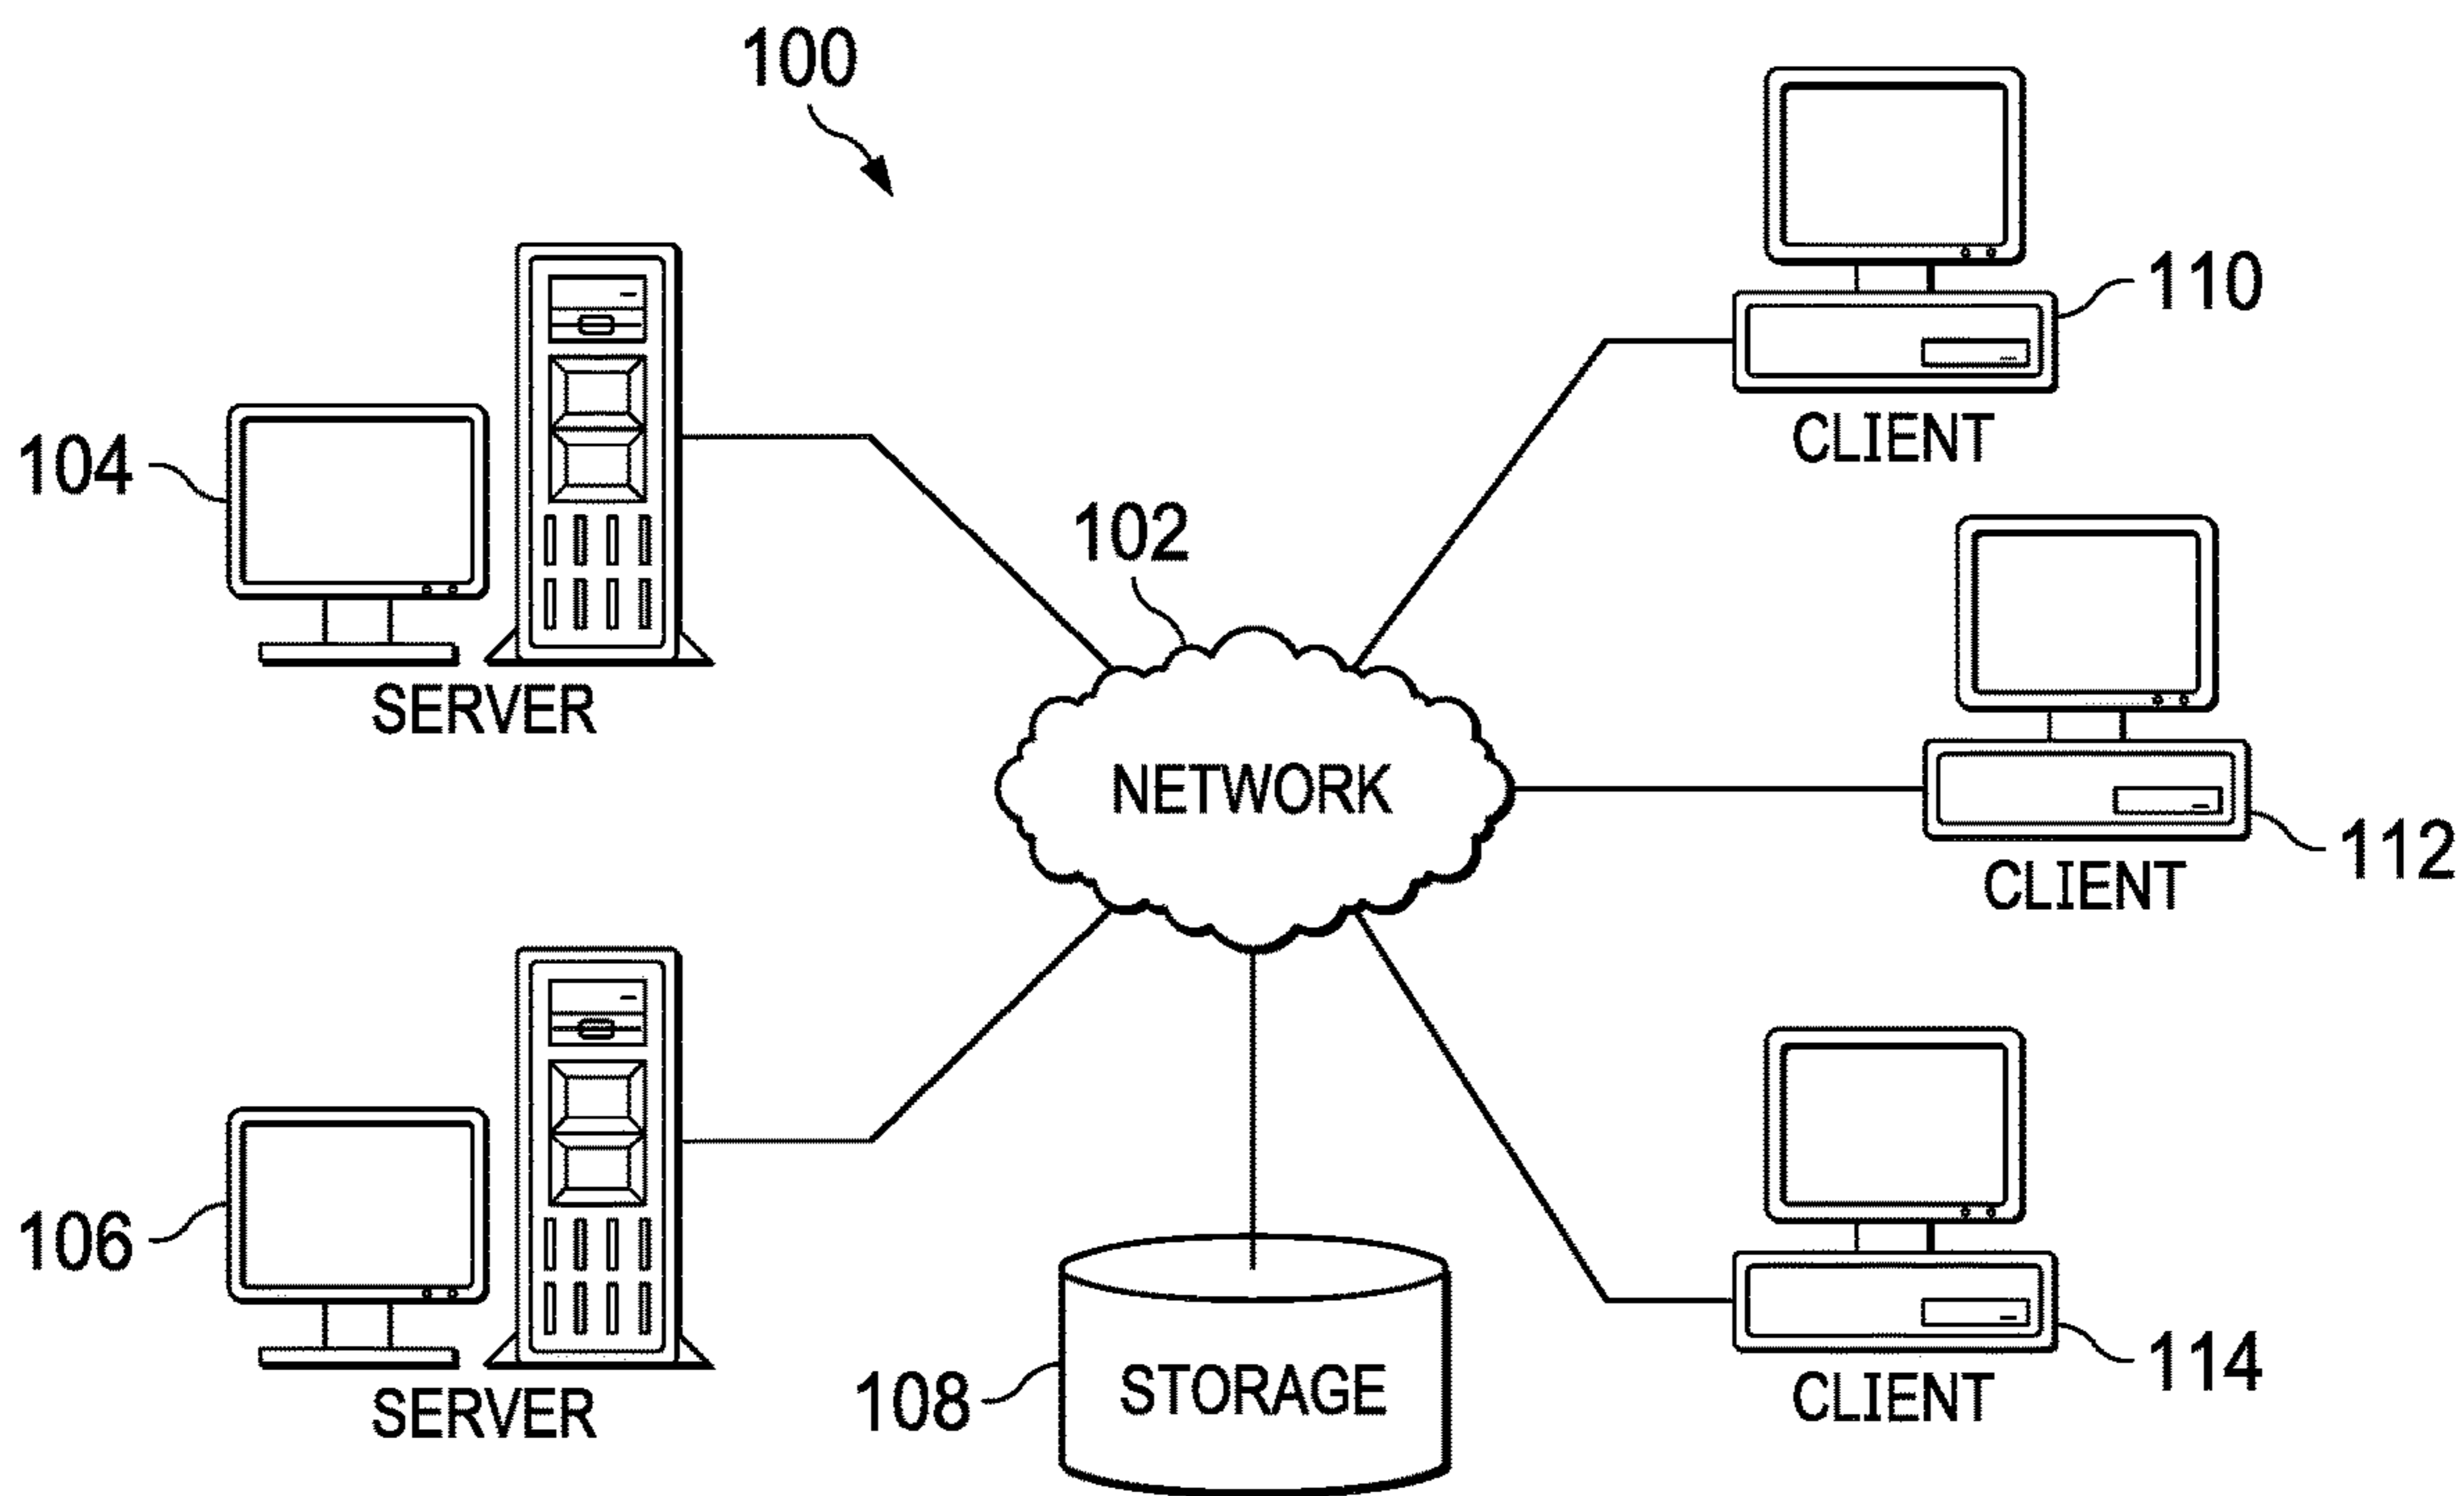 100
110
CLIENT
104
102
SERVER
NETWORK
112
CLIENT
106
108
STORAGE
114
CLIENT
SERVER